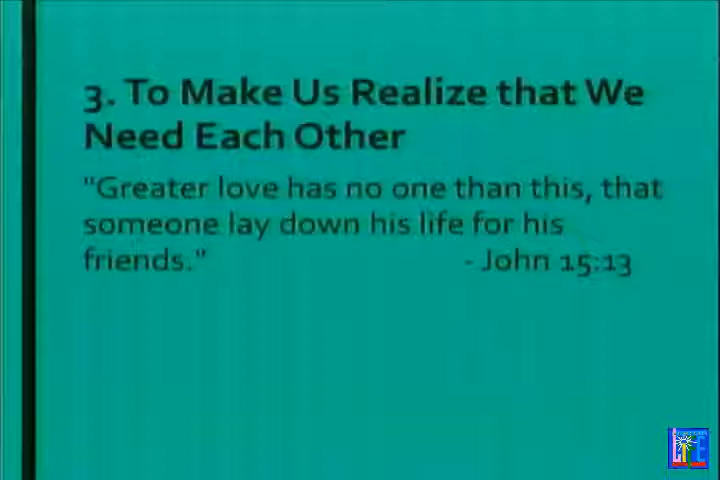 3. To Make Us Realize that We
Need Each Other
"Greater love has no one than this, that
someone lay down his life for his
friends." - John 15:13
LIFE